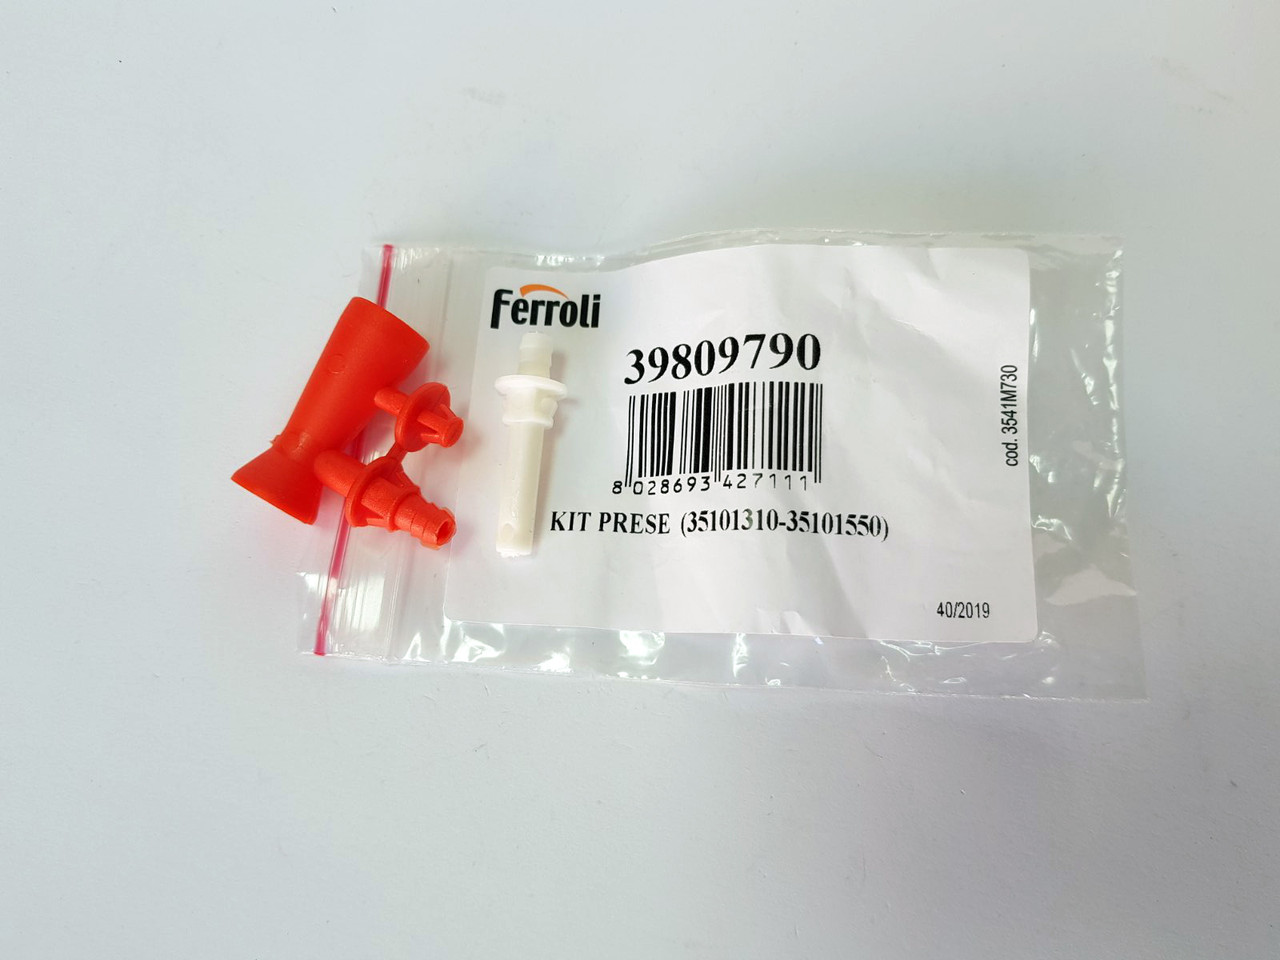 Ferroli
39809790
8 028693 427111
KIT PRESE (35101310-35101550)
40/2019
cod. 3541M730